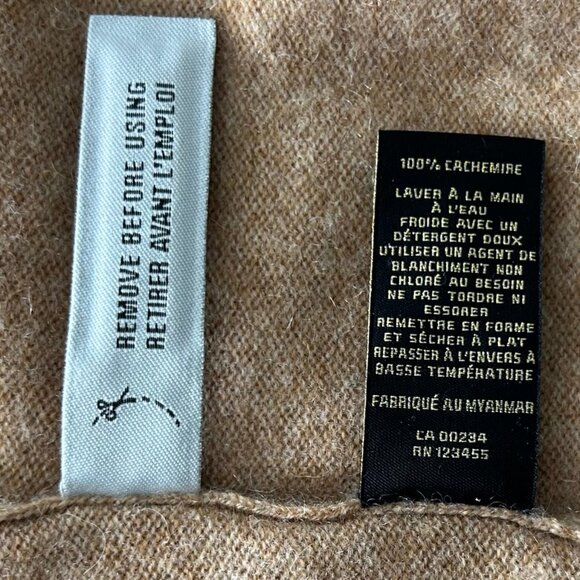 REMOVE BEFORE USING
RETIRER AVANT L'EMPLOI
100% CACHEMIRE
LAVER À LA MAIN
À L'EAU
FROIDE AVEC UN
DÉTERGENT DOUX
UTILISER UN AGENT DE
BLANCHIMENT NON
CHLORÉ AU BESOIN
NE PAS TORDRE NI
ESSORER
REMETTRE EN FORME
ET SÉCHER À PLAT
REPASSER À L'ENVERS À
BASSE TEMPÉRATURE
FABRIQUÉ AU MYANMAR
CA 00234
RN 123455